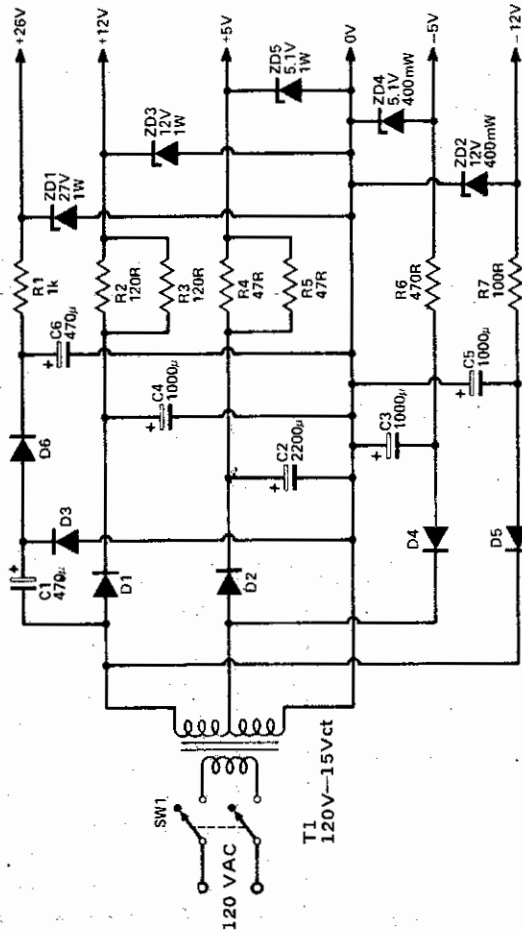 +26V
+12V
+5V
0V
−5V
−12V
ZD1
27V
1W
ZD3
12V
1W
ZD5
5.1V
1W
ZD4
5.1V
400mW
ZD2
12V
400mW
R1
1k
R2
120R
R3
120R
R4
47R
R5
47R
R6
470R
R7
100R
+
C6
470μ
+
C4
1000μ
+
C2
2200μ
+
C3
1000μ
+
C5
1000μ
D6
D3
+
C1
470μ
D1
D2
D4
D5
SW1
120 VAC
T1
120V—15Vct